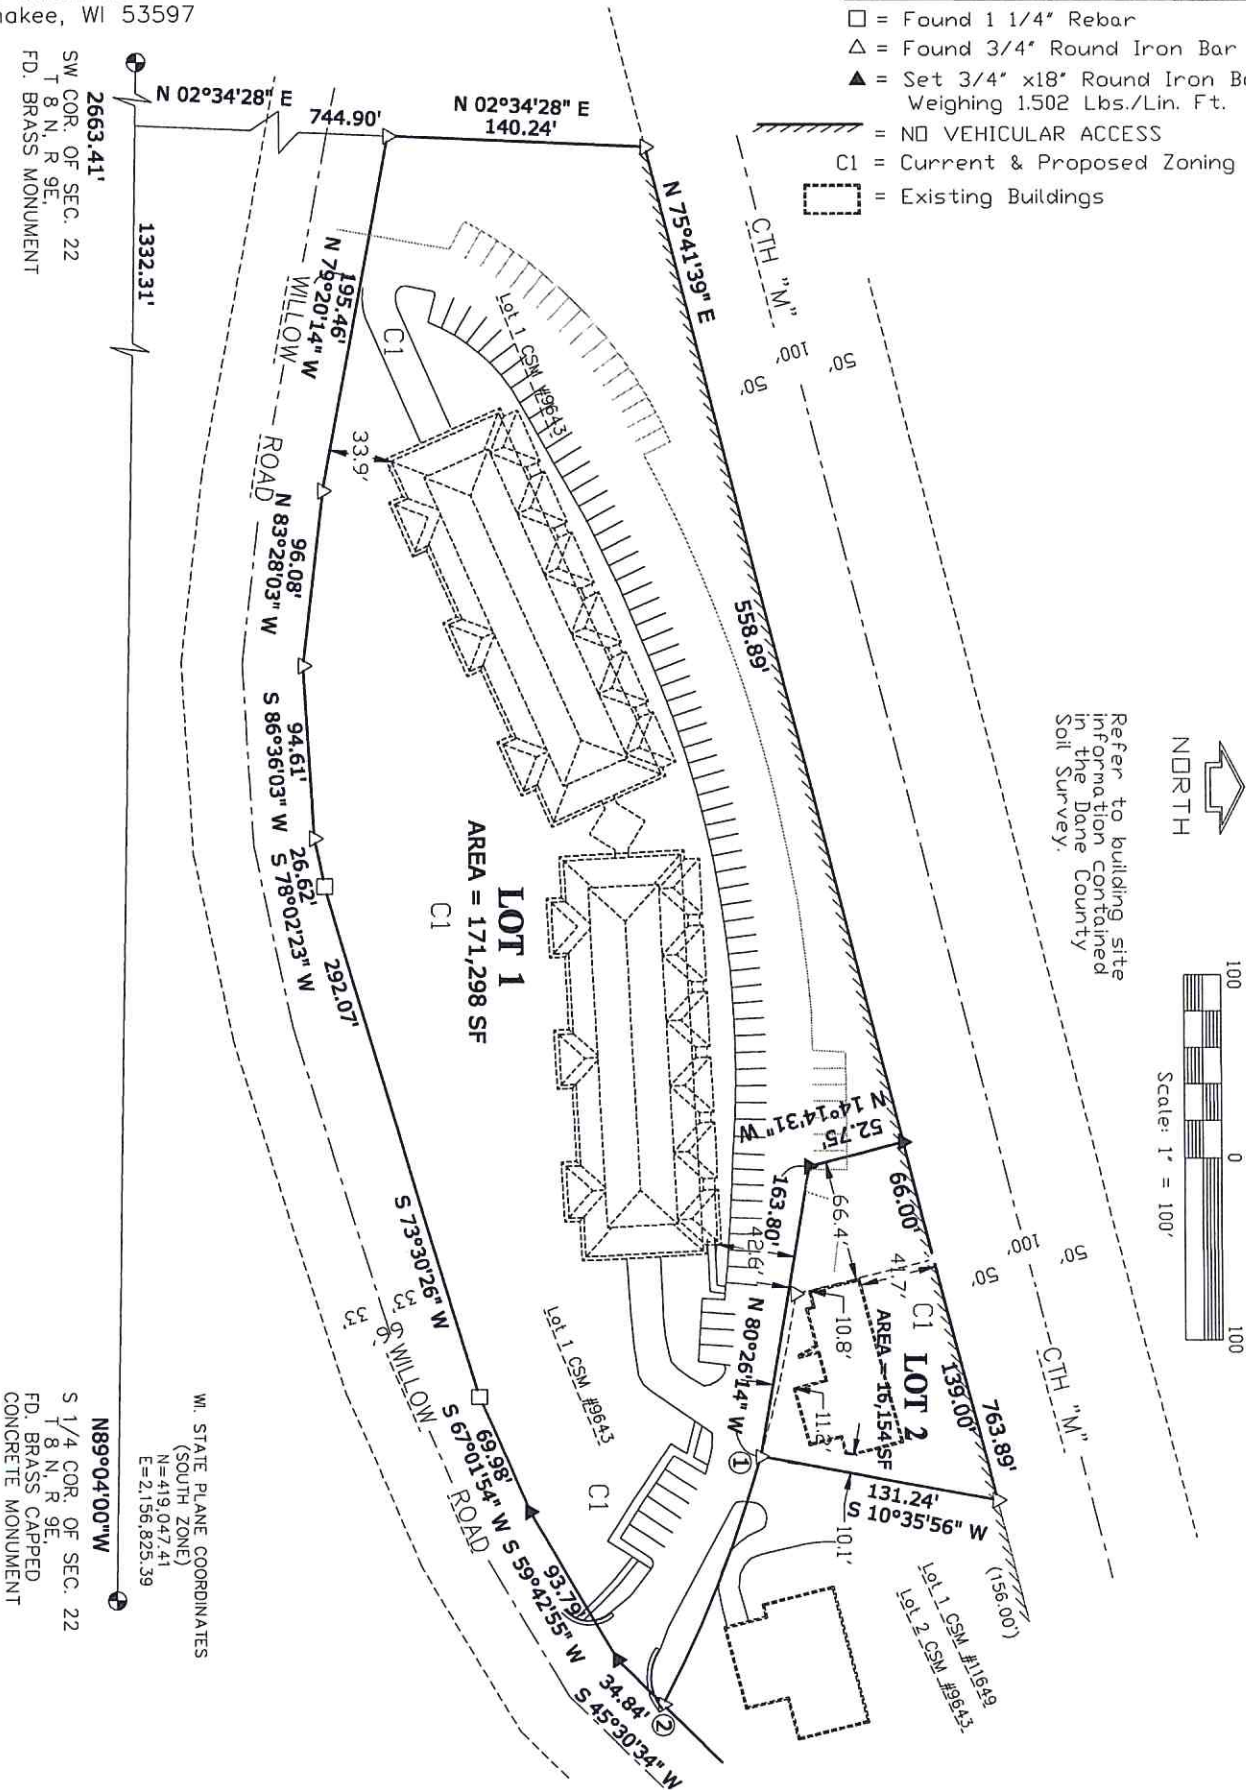 nakee, WI 53597
□ = Found 1 1/4" Rebar
△ = Found 3/4" Round Iron Bar
▲ = Set 3/4" x18" Round Iron Ba
Weighing 1.502 Lbs./Lin. Ft.
= NO VEHICULAR ACCESS
C1 = Current & Proposed Zoning
= Existing Buildings
SW COR. OF SEC. 22
T 8 N, R 9E,
FD. BRASS MONUMENT
2663.41'
1332.31'
N 02°34'28" E
744.90'
N 02°34'28" E
140.24'
N 75°41'39" E
558.89'
CTH "M"
50'
100'
50'
195.46'
N 79°20'14" W
WILLOW
ROAD
C1
33.9'
Lot 1 CSM #9643
96.08'
N 83°28'03" W
94.61'
S 86°36'03" W
26.62'
S 78°02'23" W
292.07'
S 73°30'26" W
LOT 1
AREA = 171,298 SF
C1
Refer to building site
information contained
in the Dane County
Soil Survey.
NORTH
100
0
100
Scale: 1" = 100'
N 14°14'31" W
52.75'
66.00'
163.80'
N 80°26'14" W
66.4'
42.6'
41.7'
10.8'
C1
LOT 2
AREA = 16,154 SF
139.00'
763.89'
50'
100'
50'
CTH "M"
131.24'
S 10°35'56" W
10.1'
(156.00')
Lot 1 CSM #11649
Lot 2 CSM #9643
Lot 1 CSM #9643
C1
1
2
33'
33'
WILLOW
ROAD
69.98'
S 67°01'54" W
93.79'
S 59°42'55" W
34.84'
S 45°30'34" W
WI. STATE PLANE COORDINATES
(SOUTH ZONE)
N=419,047.41
E=2,156,825.39
N89°04'00"W
S 1/4 COR. OF SEC. 22
T 8 N, R 9E,
FD. BRASS CAPPED
CONCRETE MONUMENT